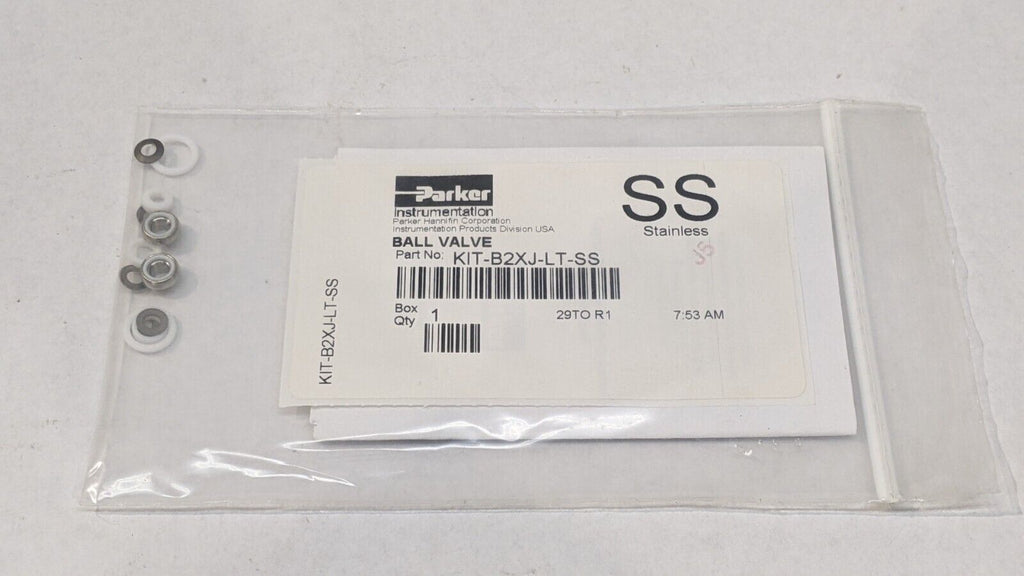 Parker
Instrumentation
Parker Hannifin Corporation
Instrumentation Products Division USA
BALL VALVE
Part No: KIT-B2XJ-LT-SS
Box Qty 1
29TO R1
7:53 AM
SS
Stainless
JB
KIT-B2XJ-LT-SS